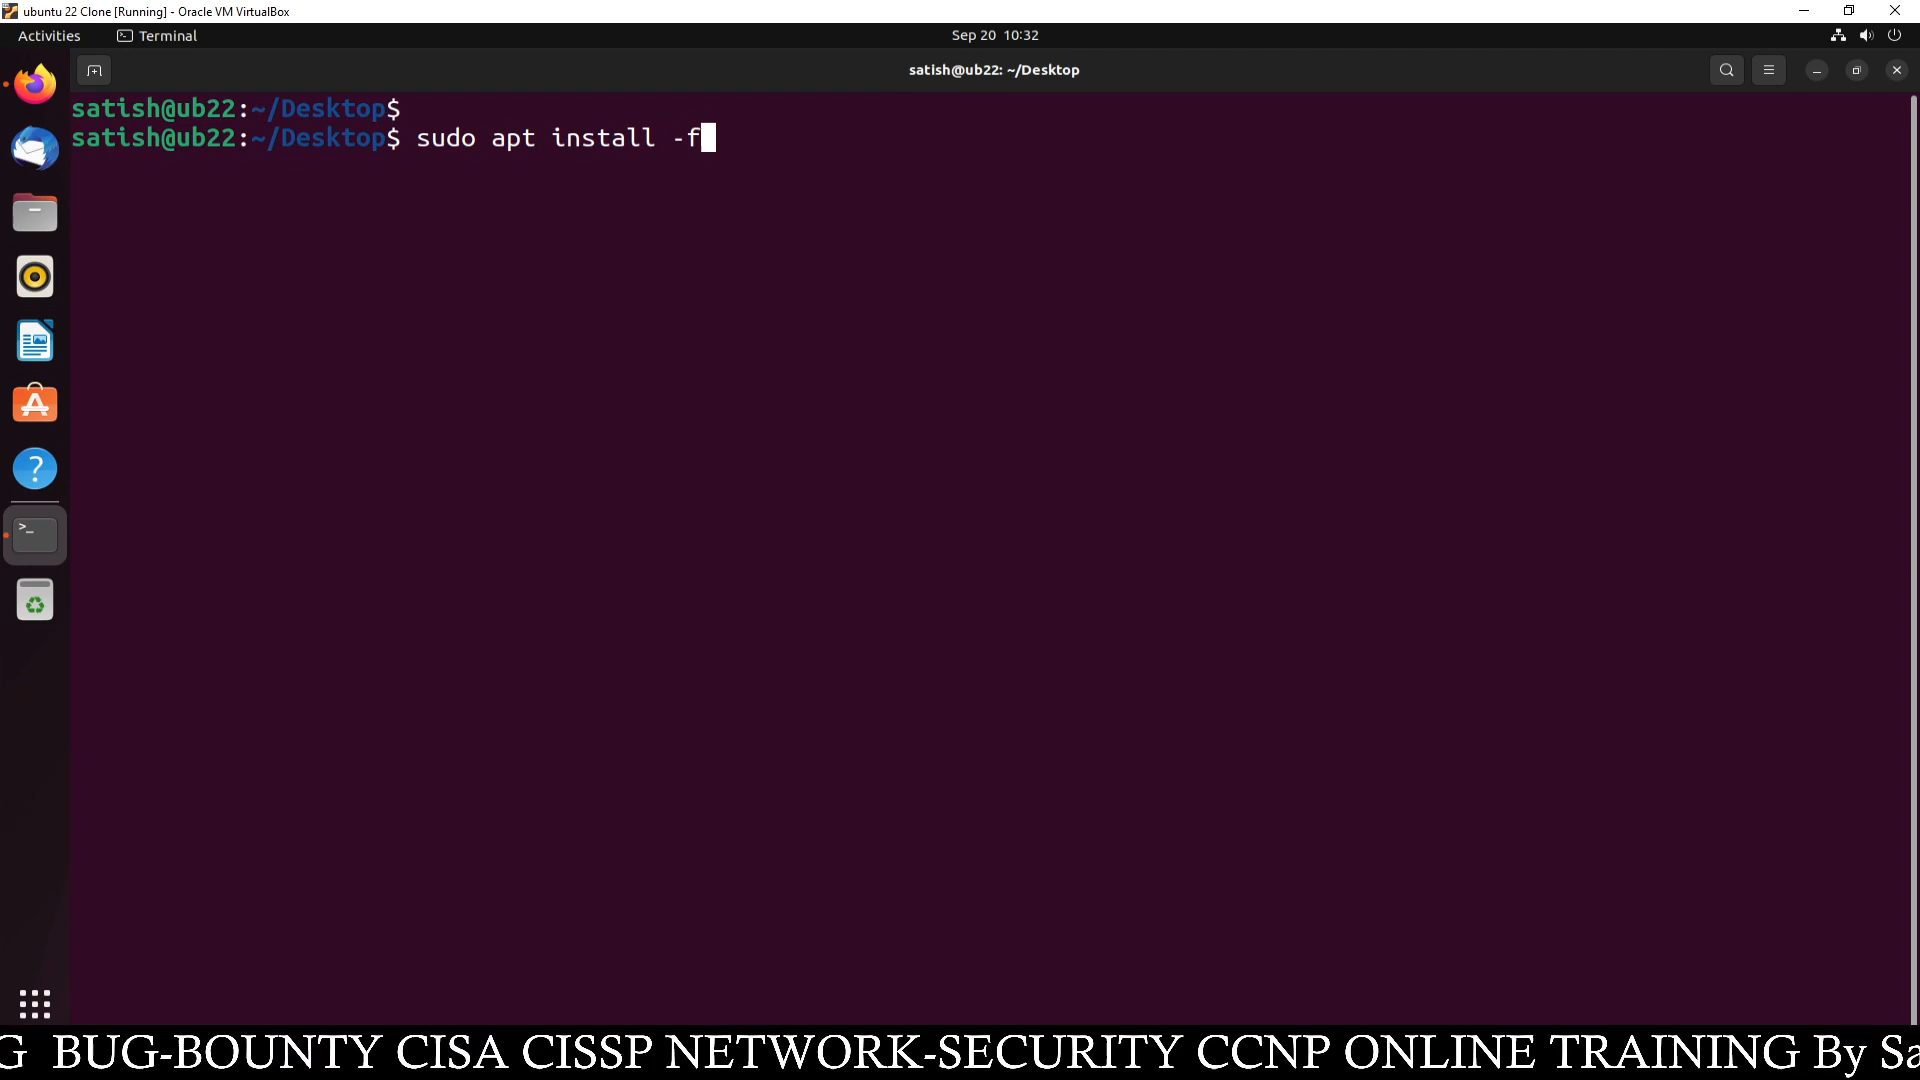 ubuntu 22 Clone [Running] - Oracle VM VirtualBox
Activities Terminal Sep 20 10:32
satish@ub22: ~/Desktop
satish@ub22:~/Desktop$
satish@ub22:~/Desktop$ sudo apt install -f
G BUG-BOUNTY CISA CISSP NETWORK-SECURITY CCNP ONLINE TRAINING By Sa